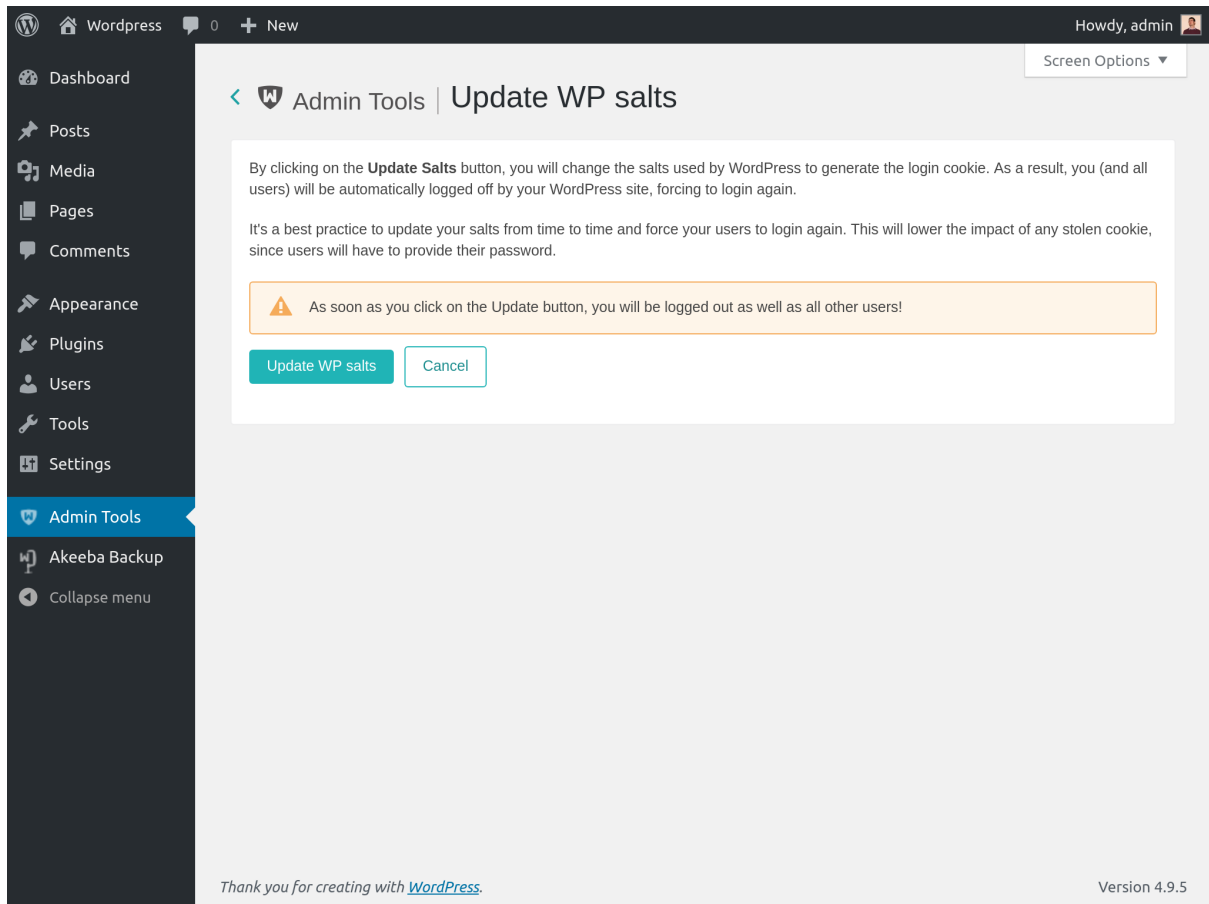 Wordpress 0 New Howdy, admin
Screen Options ▼
Dashboard
Posts
Media
Pages
Comments
Appearance
Plugins
Users
Tools
Settings
Admin Tools
Akeeba Backup
Collapse menu
Admin Tools | Update WP salts
By clicking on the Update Salts button, you will change the salts used by WordPress to generate the login cookie. As a result, you (and all
users) will be automatically logged off by your WordPress site, forcing to login again.
It's a best practice to update your salts from time to time and force your users to login again. This will lower the impact of any stolen cookie,
since users will have to provide their password.
As soon as you click on the Update button, you will be logged out as well as all other users!
Update WP salts Cancel
Thank you for creating with WordPress. Version 4.9.5